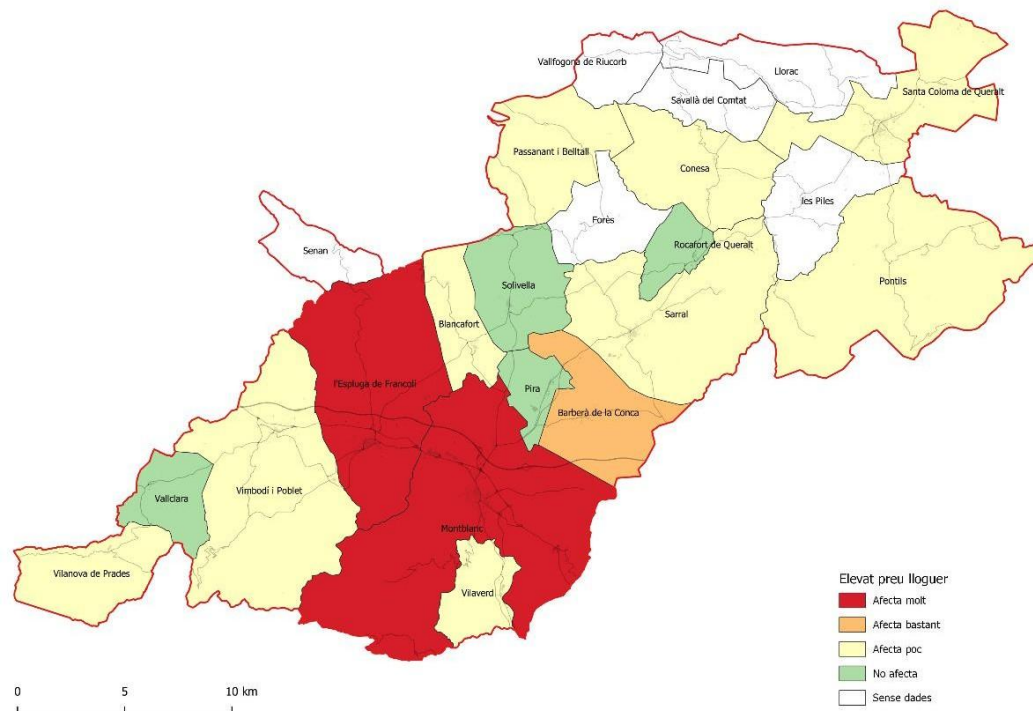 Vallfogona de Riucorb
Llorac
Savallà del Comtat
Santa Coloma de Queralt
Passanant i Belltall
Conesa
les Piles
Forès
Rocafort de Queralt
Senan
Solivella
Pontils
Sarral
Blancafort
l'Espluga de Francolí
Pira
Barberà de la Conca
Vimbodí i Poblet
Vallclara
Montblanc
Vilanova de Prades
Vilaverd
Elevat preu lloguer
Afecta molt
Afecta bastant
Afecta poc
No afecta
Sense dades
0 5 10 km